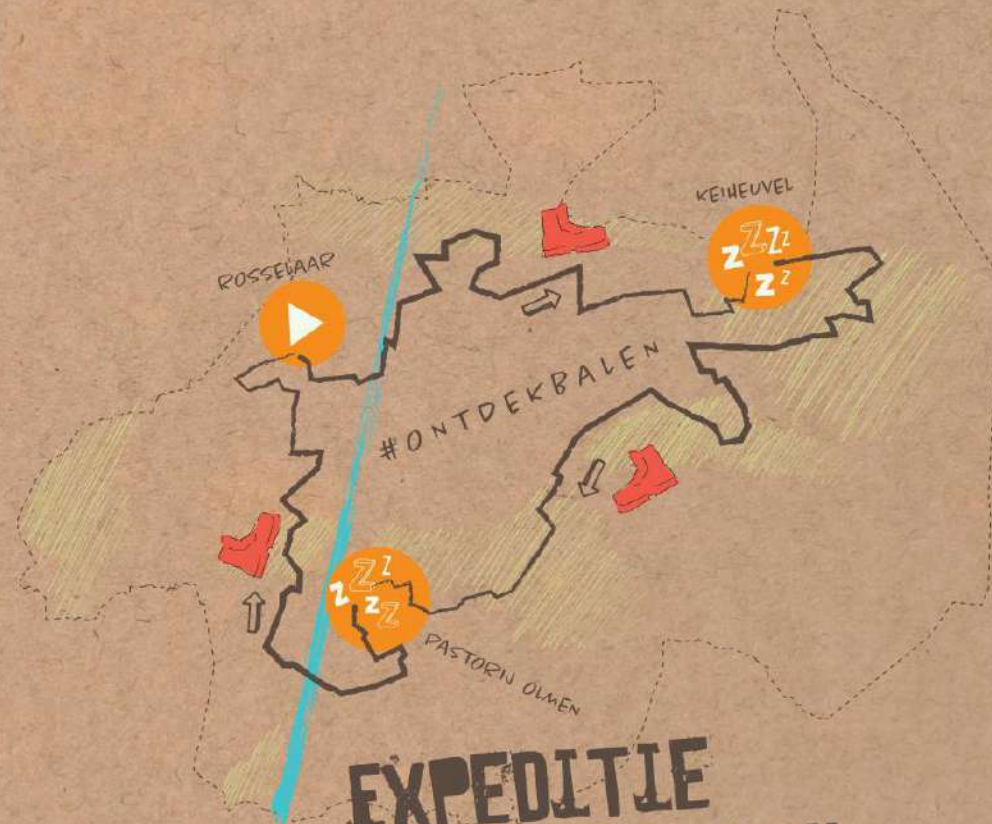 KEIHEUVEL
ROSSELAAR
z Z Z z
z z
#ONTDEKBALEN
z Z z
z Z
PASTORIJ OLMEN
EXPEDITIE